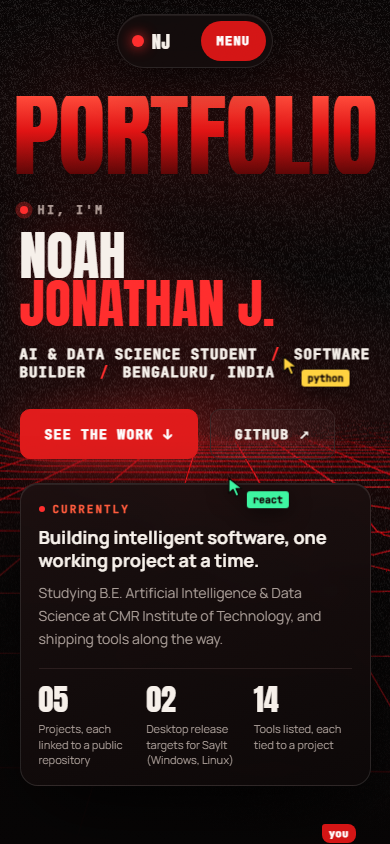 NJ
MENU
PORTFOLIO
HI, I'M
NOAH
JONATHAN J.
AI & DATA SCIENCE STUDENT / SOFTWARE
BUILDER / BENGALURU, INDIA
python
SEE THE WORK ↓
GITHUB ↗
react
CURRENTLY
Building intelligent software, one
working project at a time.
Studying B.E. Artificial Intelligence & Data
Science at CMR Institute of Technology, and
shipping tools along the way.
05
Projects, each
linked to a public
repository
02
Desktop release
targets for SayIt
(Windows, Linux)
14
Tools listed, each
tied to a project
you